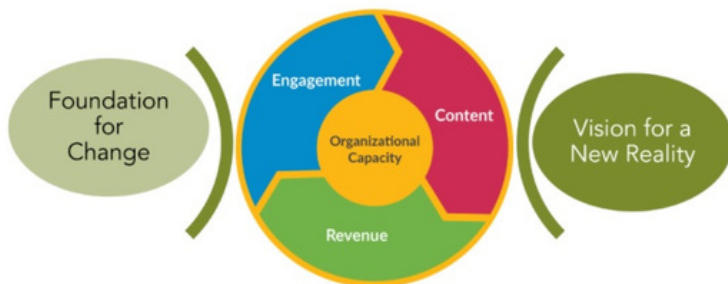 Foundation
for
Change
Engagement
Content
Organizational
Capacity
Revenue
Vision for a
New Reality